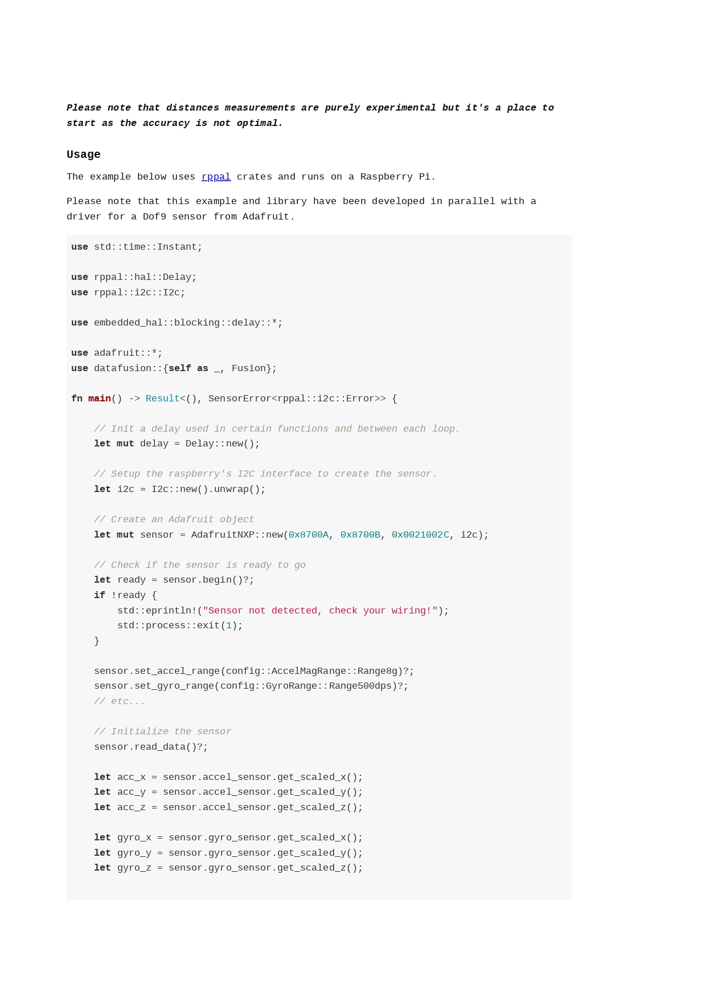 Please note that distances measurements are purely experimental but it's a place to
start as the accuracy is not optimal.
Usage
The example below uses rppal crates and runs on a Raspberry Pi.
Please note that this example and library have been developed in parallel with a
driver for a Dof9 sensor from Adafruit.
use std::time::Instant;

use rppal::hal::Delay;
use rppal::i2c::I2c;

use embedded_hal::blocking::delay::*;

use adafruit::*;
use datafusion::{self as _, Fusion};

fn main() -> Result<(), SensorError<rppal::i2c::Error>> {

    // Init a delay used in certain functions and between each loop.
    let mut delay = Delay::new();

    // Setup the raspberry's I2C interface to create the sensor.
    let i2c = I2c::new().unwrap();

    // Create an Adafruit object
    let mut sensor = AdafruitNXP::new(0x8700A, 0x8700B, 0x0021002C, i2c);

    // Check if the sensor is ready to go
    let ready = sensor.begin()?;
    if !ready {
        std::eprintln!("Sensor not detected, check your wiring!");
        std::process::exit(1);
    }

    sensor.set_accel_range(config::AccelMagRange::Range8g)?;
    sensor.set_gyro_range(config::GyroRange::Range500dps)?;
    // etc...

    // Initialize the sensor
    sensor.read_data()?;

    let acc_x = sensor.accel_sensor.get_scaled_x();
    let acc_y = sensor.accel_sensor.get_scaled_y();
    let acc_z = sensor.accel_sensor.get_scaled_z();

    let gyro_x = sensor.gyro_sensor.get_scaled_x();
    let gyro_y = sensor.gyro_sensor.get_scaled_y();
    let gyro_z = sensor.gyro_sensor.get_scaled_z();